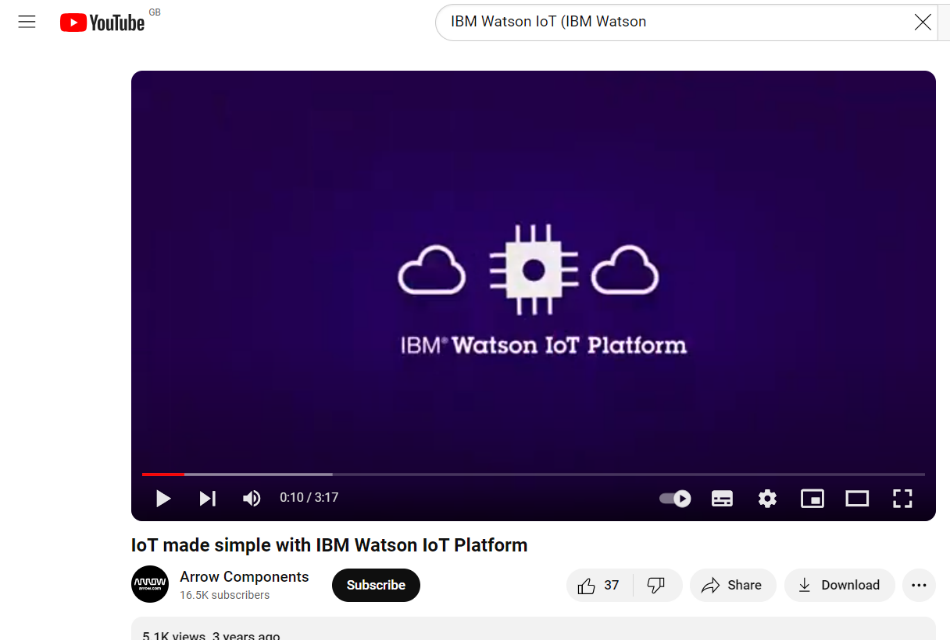 YouTube GB
IBM Watson IoT (IBM Watson
IBM® Watson IoT Platform
0:10 / 3:17
IoT made simple with IBM Watson IoT Platform
ARROW
arrow.com
Arrow Components
16.5K subscribers
Subscribe
37
Share
Download
5.1K views 3 years ago